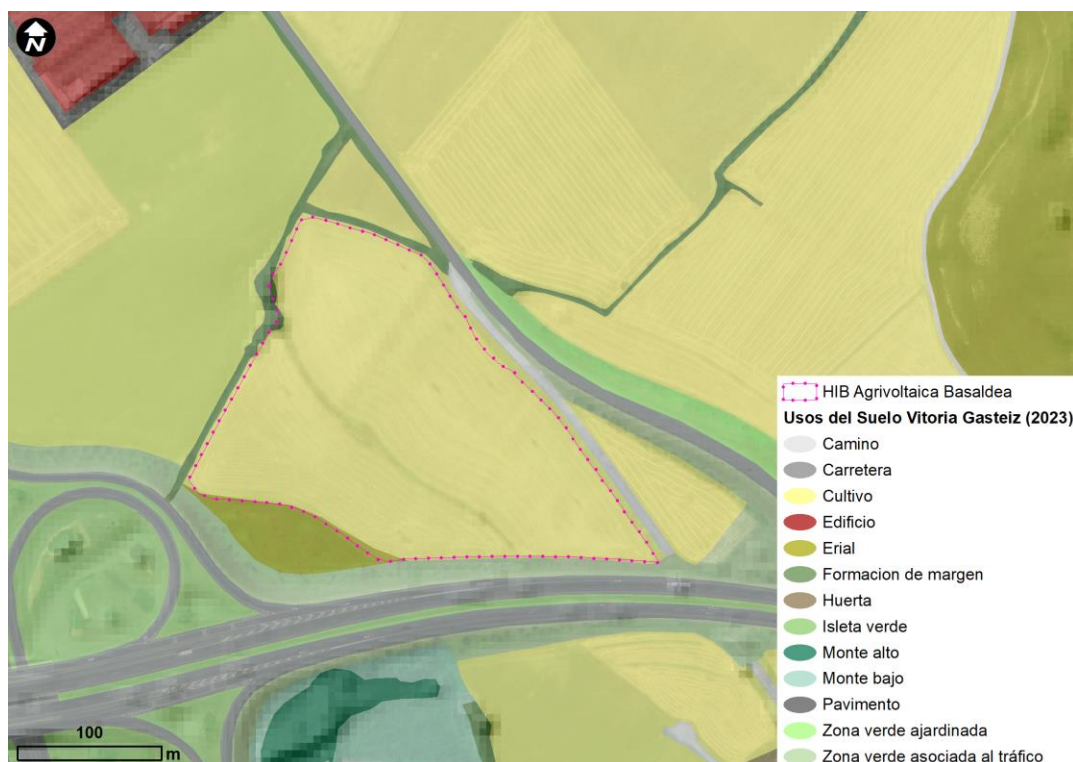 N
HIB Agrivoltaica Basaldea
Usos del Suelo Vitoria Gasteiz (2023)
Camino
Carretera
Cultivo
Edificio
Erial
Formacion de margen
Huerta
Isleta verde
Monte alto
Monte bajo
Pavimento
Zona verde ajardinada
Zona verde asociada al tráfico
100
m